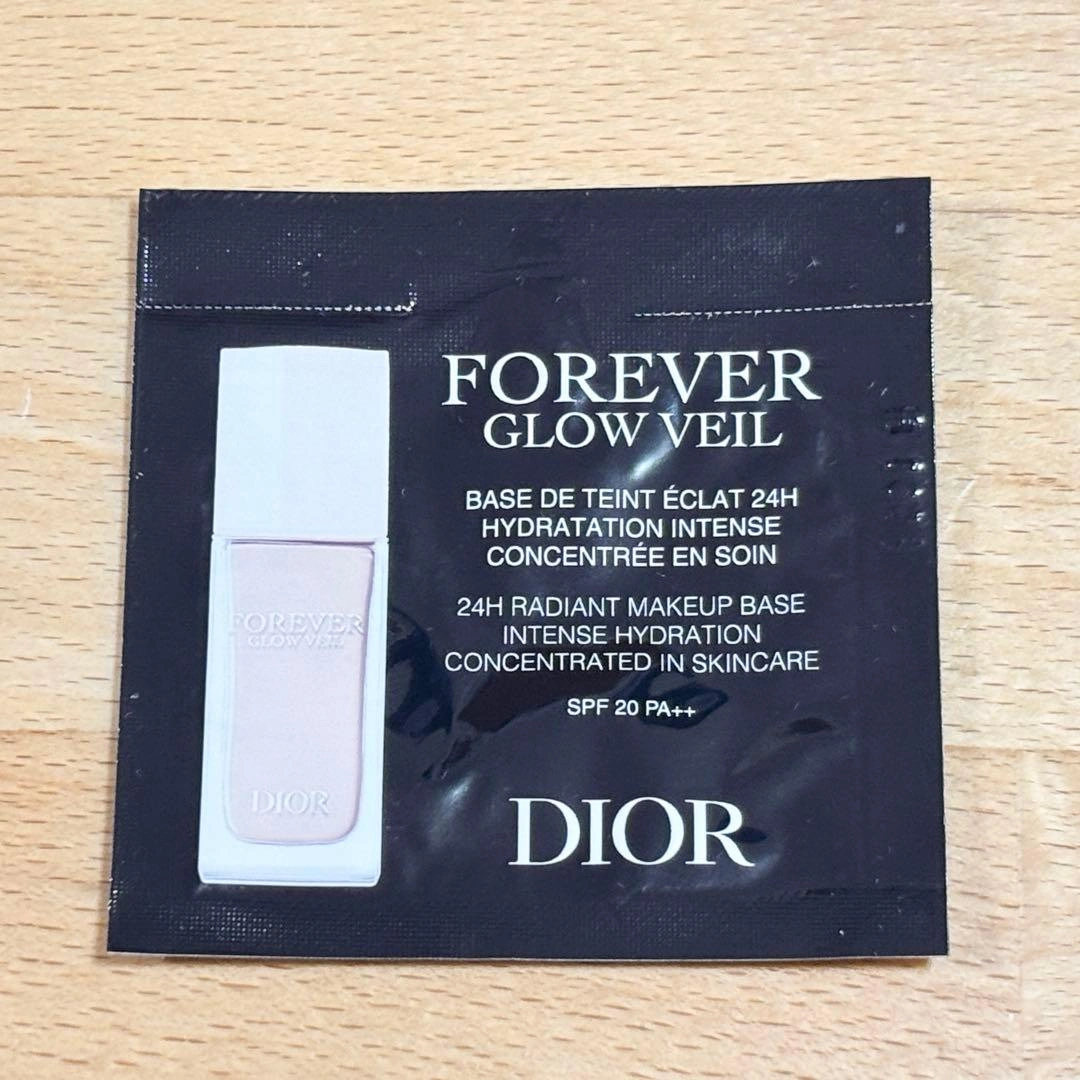 FOREVER
GLOW VEIL
BASE DE TEINT ÉCLAT 24H
HYDRATATION INTENSE
CONCENTRÉE EN SOIN
24H RADIANT MAKEUP BASE
INTENSE HYDRATION
CONCENTRATED IN SKINCARE
SPF 20 PA++
DIOR
FOREVER
GLOW VEIL
DIOR